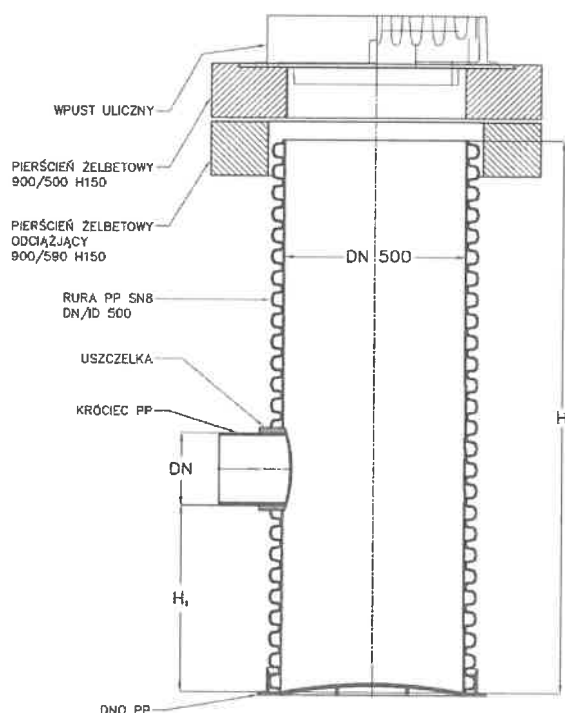 WPUST ULICZNY
PIERŚCIEŃ ŻELBETOWY
900/500 H150
PIERŚCIEŃ ŻELBETOWY
ODCIĄŻAJĄCY
900/590 H150
DN 500
RURA PP SN8
DN/ID 500
USZCZELKA
KRÓCIEC PP
H
DN
H₁
DNO PP